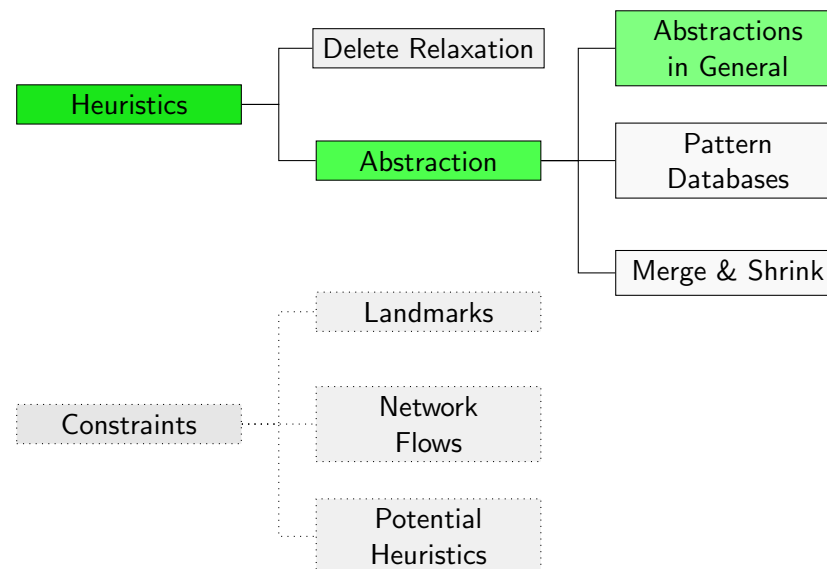 Heuristics
Delete Relaxation
Abstraction
Abstractions
in General
Pattern
Databases
Merge & Shrink
Constraints
Landmarks
Network
Flows
Potential
Heuristics